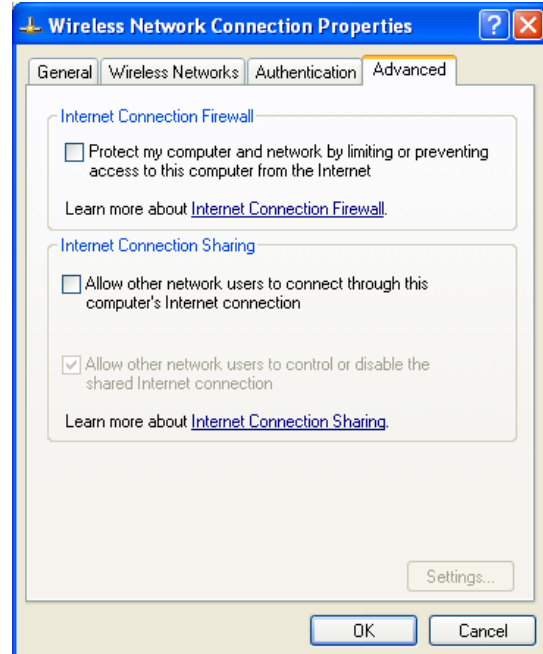 Wireless Network Connection Properties
General Wireless Networks Authentication Advanced
Internet Connection Firewall
Protect my computer and network by limiting or preventing
access to this computer from the Internet
Learn more about Internet Connection Firewall.
Internet Connection Sharing
Allow other network users to connect through this
computer's Internet connection
Allow other network users to control or disable the
shared Internet connection
Learn more about Internet Connection Sharing.
Settings...
OK Cancel